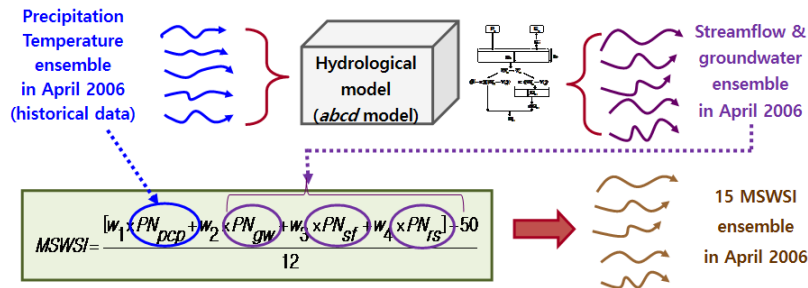 Precipitation
Temperature
ensemble
in April 2006
(historical data)
Hydrological
model
(abcd model)
Streamflow &
groundwater
ensemble
in April 2006
MSWSI = [w1×PNpcp+w2×PNgw+w3×PNsf+w4×PNrs]-50
12
15 MSWSI
ensemble
in April 2006